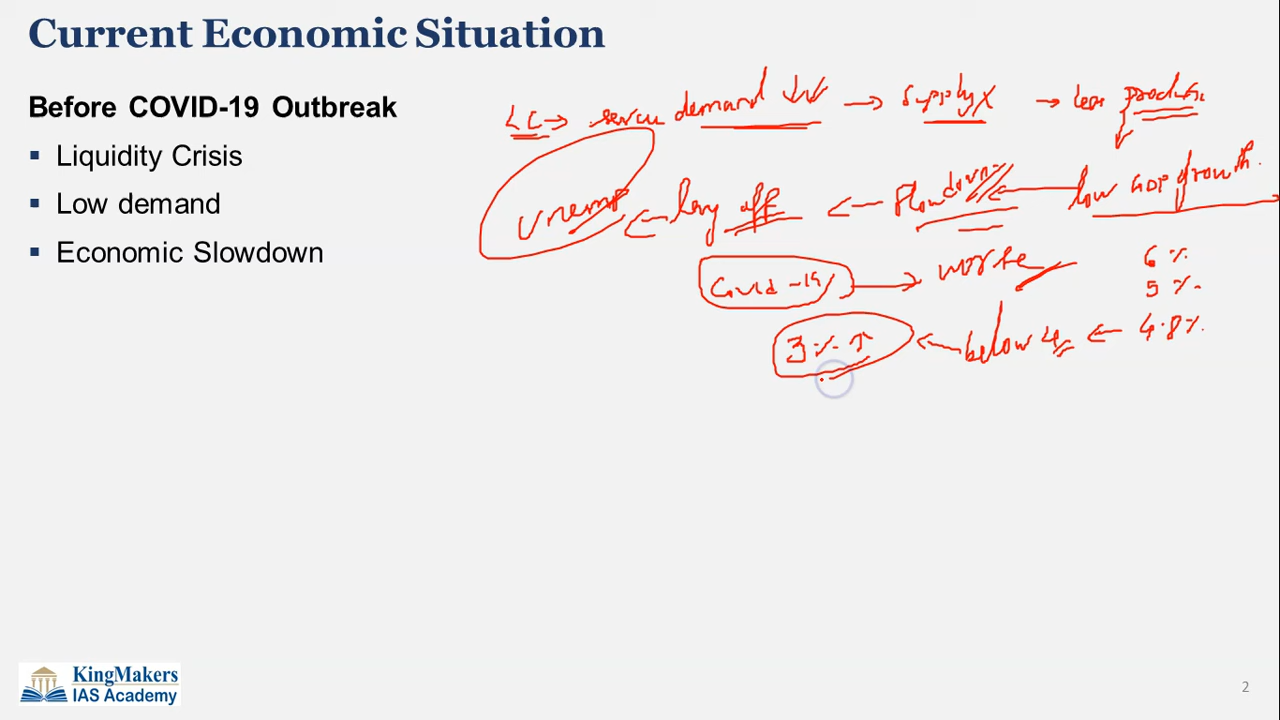 Current Economic Situation
Before COVID-19 Outbreak
▪ Liquidity Crisis
▪ Low demand
▪ Economic Slowdown
LC → demand ↓↓ → Supply X → less
low GDP growth.
← Slowdown ← lay off ← Unemp
Covid-19 → worse
6%
5%
4.8%
← below 4 ←
3% ↑
KingMakers
IAS Academy
2